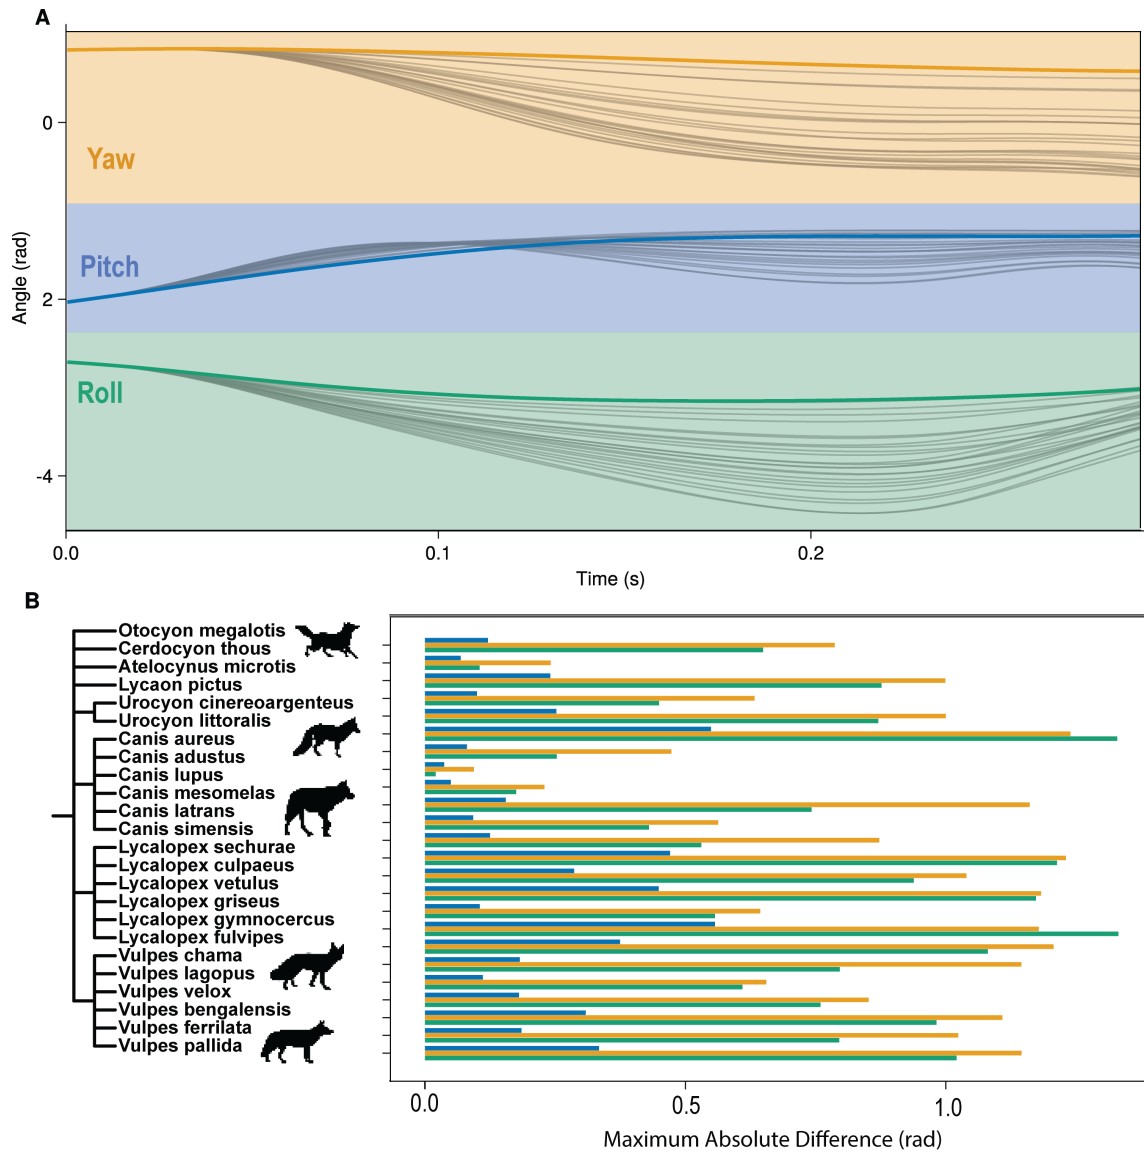 A
0
Yaw
Pitch
2
Angle (rad)
Roll
-4
0.0 0.1 0.2
Time (s)
B
Otocyon megalotis
Cerdocyon thous
Atelocynus microtis
Lycaon pictus
Urocyon cinereoargenteus
Urocyon littoralis
Canis aureus
Canis adustus
Canis lupus
Canis mesomelas
Canis latrans
Canis simensis
Lycalopex sechurae
Lycalopex culpaeus
Lycalopex vetulus
Lycalopex griseus
Lycalopex gymnocercus
Lycalopex fulvipes
Vulpes chama
Vulpes lagopus
Vulpes velox
Vulpes bengalensis
Vulpes ferrilata
Vulpes pallida
0.0 0.5 1.0
Maximum Absolute Difference (rad)